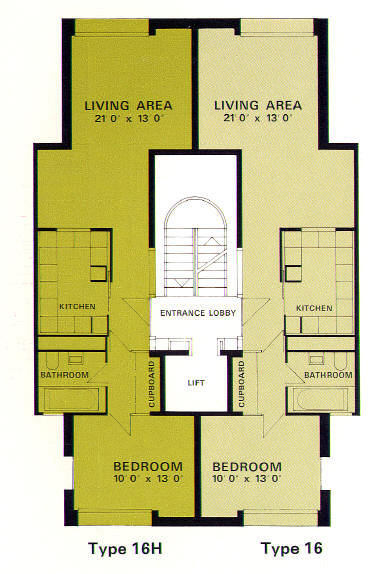 LIVING AREA
21'0" x 13'0"
LIVING AREA
21'0" x 13'0"
KITCHEN
ENTRANCE LOBBY
KITCHEN
BATHROOM
CUPBOARD
LIFT
CUPBOARD
BATHROOM
BEDROOM
10'0" x 13'0"
BEDROOM
10'0" x 13'0"
Type 16H
Type 16